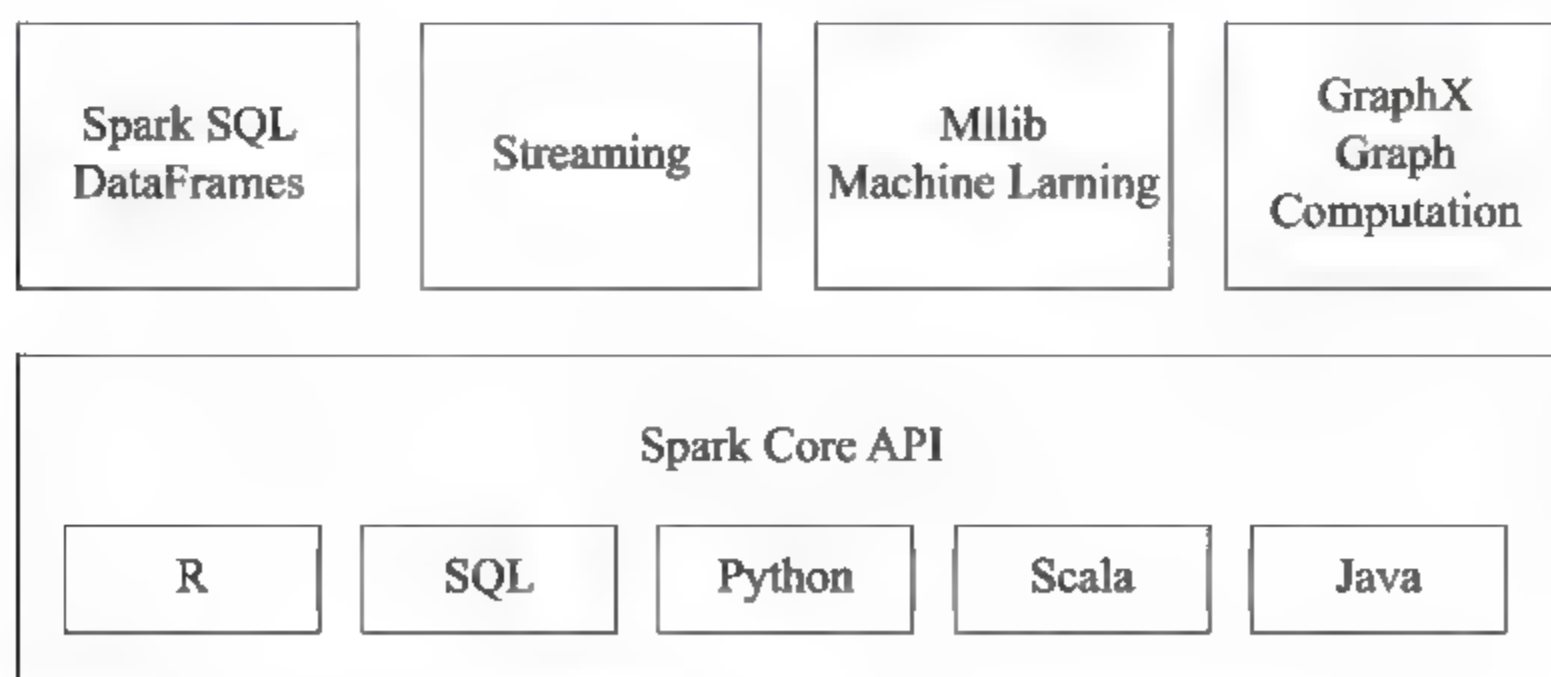 Spark SQL
DataFrames
Streaming
Mllib
Machine Larning
GraphX
Graph
Computation
Spark Core API
R
SQL
Python
Scala
Java